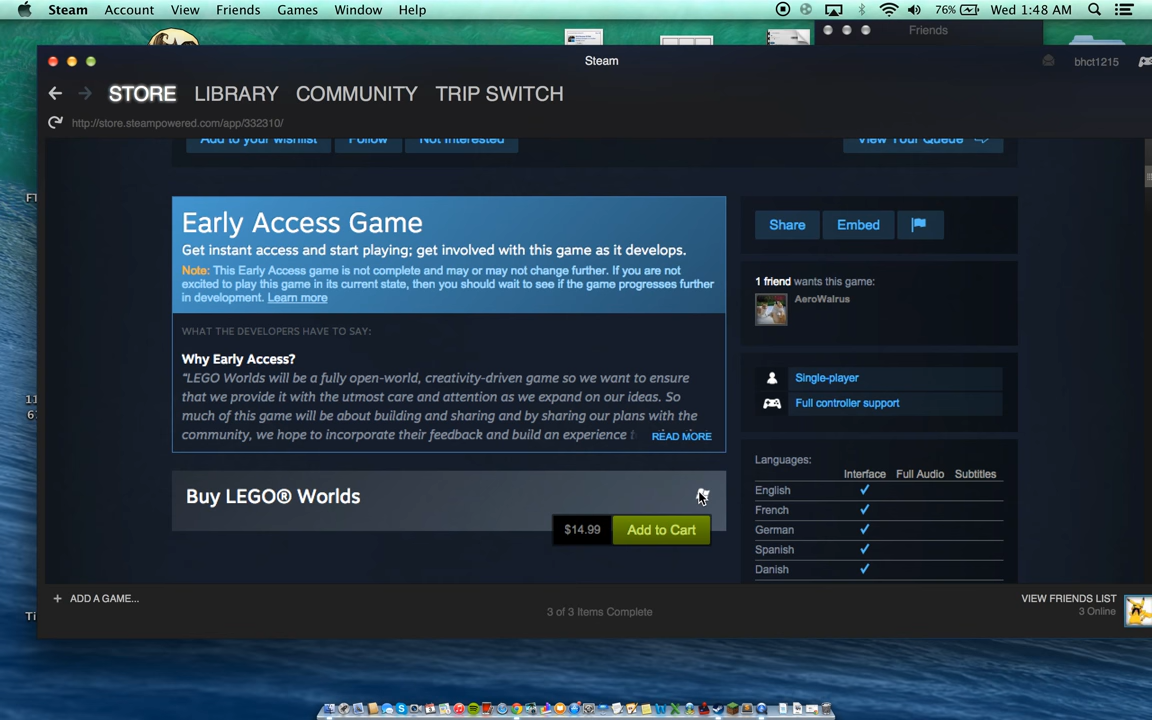 Steam Account View Friends Games Window Help 76% Wed 1:48 AM
Friends
Steam
bhct1215
STORE LIBRARY COMMUNITY TRIP SWITCH
http://store.steampowered.com/app/332310/
Add to your wishlist Follow Not Interested View Your Queue
Early Access Game
Get instant access and start playing; get involved with this game as it develops.
Note: This Early Access game is not complete and may or may not change further. If you are not
excited to play this game in its current state, then you should wait to see if the game progresses further
in development. Learn more
WHAT THE DEVELOPERS HAVE TO SAY:
Why Early Access?
“LEGO Worlds will be a fully open-world, creativity-driven game so we want to ensure
that we provide it with the utmost care and attention as we expand on our ideas. So
much of this game will be about building and sharing and by sharing our plans with the
community, we hope to incorporate their feedback and build an experience READ MORE
Buy LEGO® Worlds
$14.99 Add to Cart
Share Embed
1 friend wants this game:
AeroWalrus
Single-player
Full controller support
Languages:
Interface Full Audio Subtitles
English ✔
French ✔
German ✔
Spanish ✔
Danish ✔
+ ADD A GAME...
3 of 3 Items Complete
VIEW FRIENDS LIST
3 Online